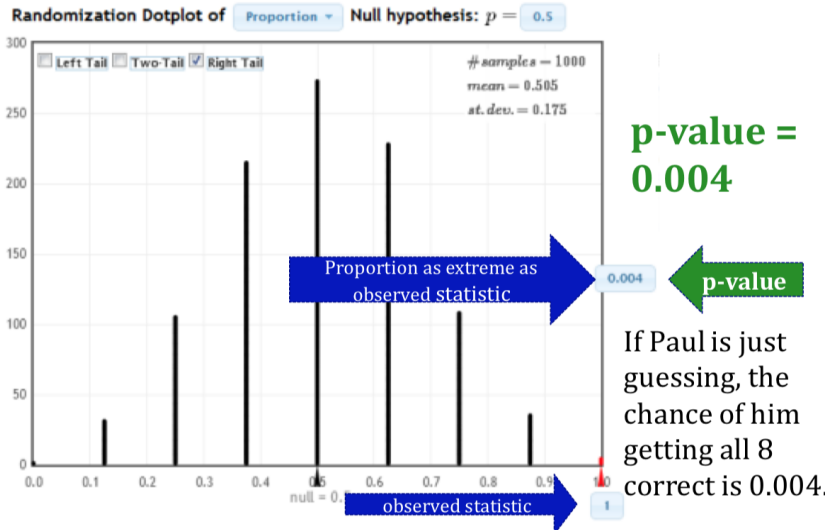 Randomization Dotplot of Proportion Null hypothesis: p = 0.5
300
Left Tail Two-Tail Right Tail
# samples = 1000
mean = 0.505
st.dev. = 0.175
250
p-value =
0.004
200
150
Proportion as extreme as
observed statistic
0.004
p-value
100
If Paul is just
guessing, the
chance of him
getting all 8
correct is 0.004.
50
0
0.0 0.1 0.2 0.3 0.4 0.5 0.6 0.7 0.8 0.9 1.0
null = 0.
observed statistic
1